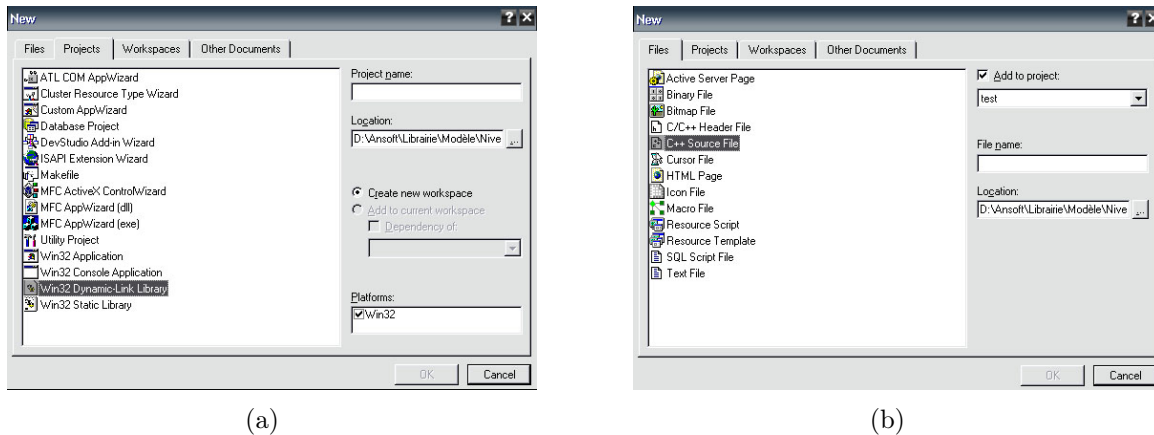 New
Files Projects Workspaces Other Documents
ATL COM AppWizard
Cluster Resource Type Wizard
Custom AppWizard
Database Project
DevStudio Add-in Wizard
ISAPI Extension Wizard
Makefile
MFC ActiveX ControlWizard
MFC AppWizard (dll)
MFC AppWizard (exe)
Utility Project
Win32 Application
Win32 Console Application
Win32 Dynamic-Link Library
Win32 Static Library
Project name:
Location:
D:\Ansoft\Librairie\Modèle\Nive ...
Create new workspace
Add to current workspace
Dependency of:
Platforms:
Win32
OK Cancel
(a)
New
Files Projects Workspaces Other Documents
Active Server Page
Binary File
Bitmap File
C/C++ Header File
C++ Source File
Cursor File
HTML Page
Icon File
Macro File
Resource Script
Resource Template
SQL Script File
Text File
Add to project:
test
File name:
Location:
D:\Ansoft\Librairie\Modèle\Nive ...
OK Cancel
(b)